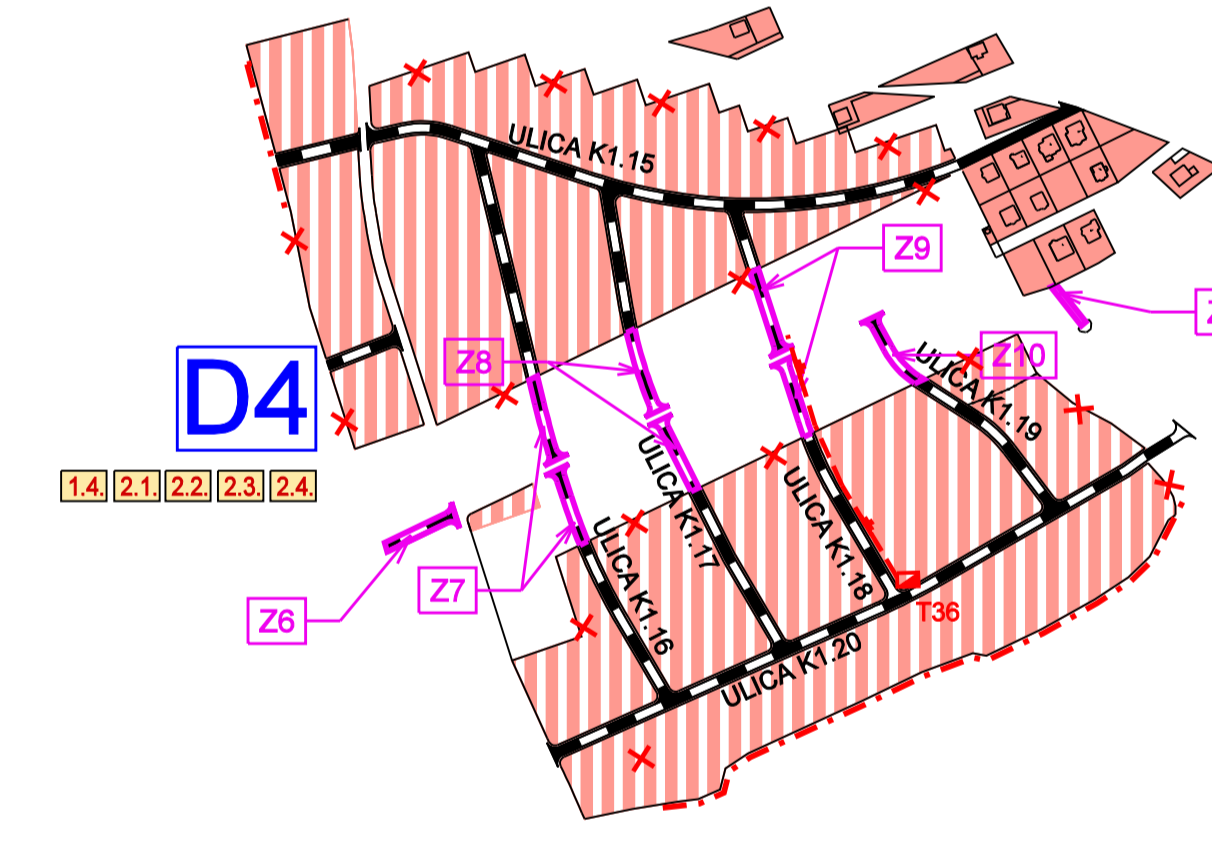 ULICA K1.15
Z9
Z8
Z10
ULICA K1.19
D4
1.4. 2.1. 2.2. 2.3. 2.4.
ULICA K1.17
ULICA K1.18
ULICA K1.16
Z7
Z6
T36
ULICA K1.20